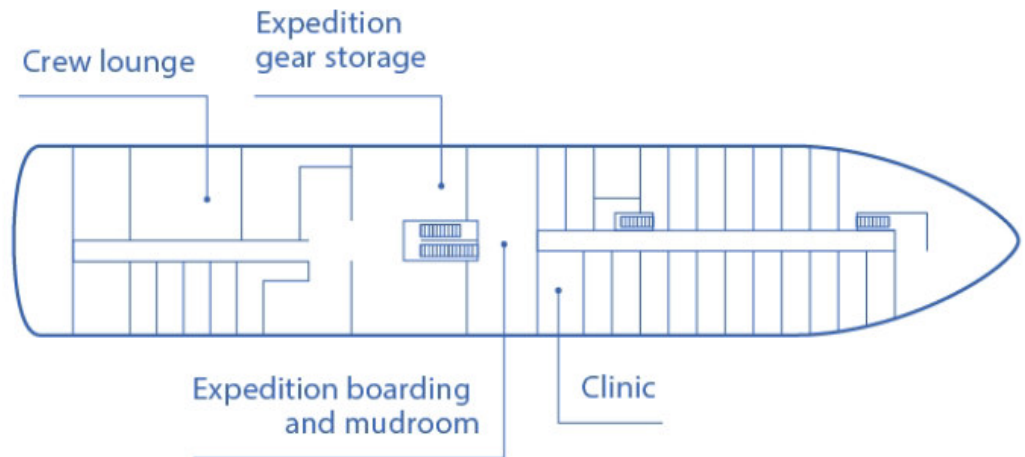 Expedition
gear storage
Crew lounge
Expedition boarding
and mudroom
Clinic